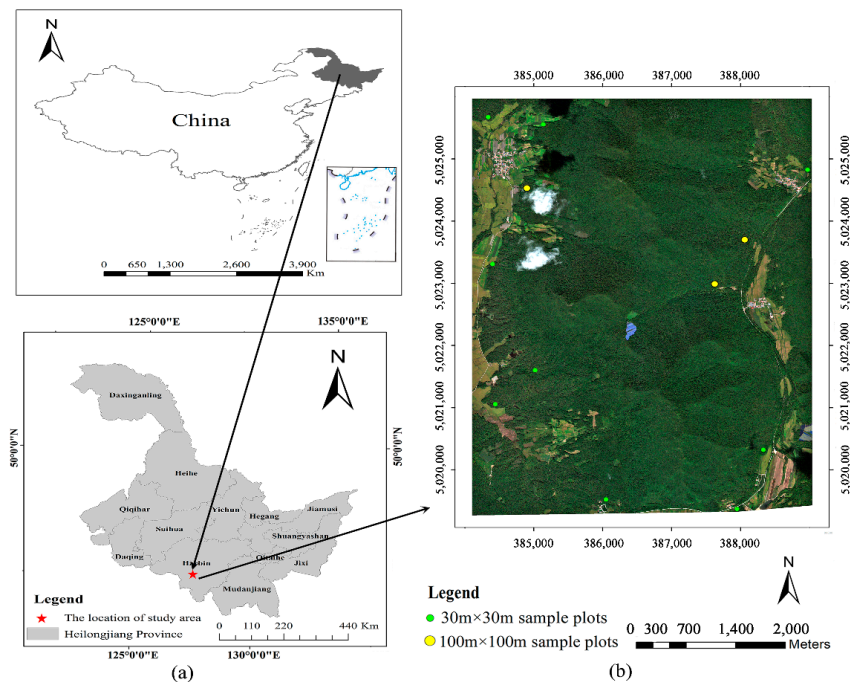 N
China
0 650 1,300 2,600 3,900
Km
125°0'0"E 135°0'0"E
50°0'0"N
50°0'0"N
N
Daxinganling
Heihe
Qiqihar
Yichun
Hegang
Jiamusi
Suihua
Shuangyashan
Daqing
Harbin
Jixi
Mudanjiang
Legend
The location of study area
Heilongjiang Province
0 110 220 440 Km
125°0'0"E 130°0'0"E
(a)
385,000 386,000 387,000 388,000
5,025,000 5,025,000
5,024,000 5,024,000
5,023,000 5,023,000
5,022,000 5,022,000
5,021,000 5,021,000
5,020,000 5,020,000
385,000 386,000 387,000 388,000
N
Legend
30m×30m sample plots
100m×100m sample plots
0 300 700 1,400 2,000
Meters
(b)